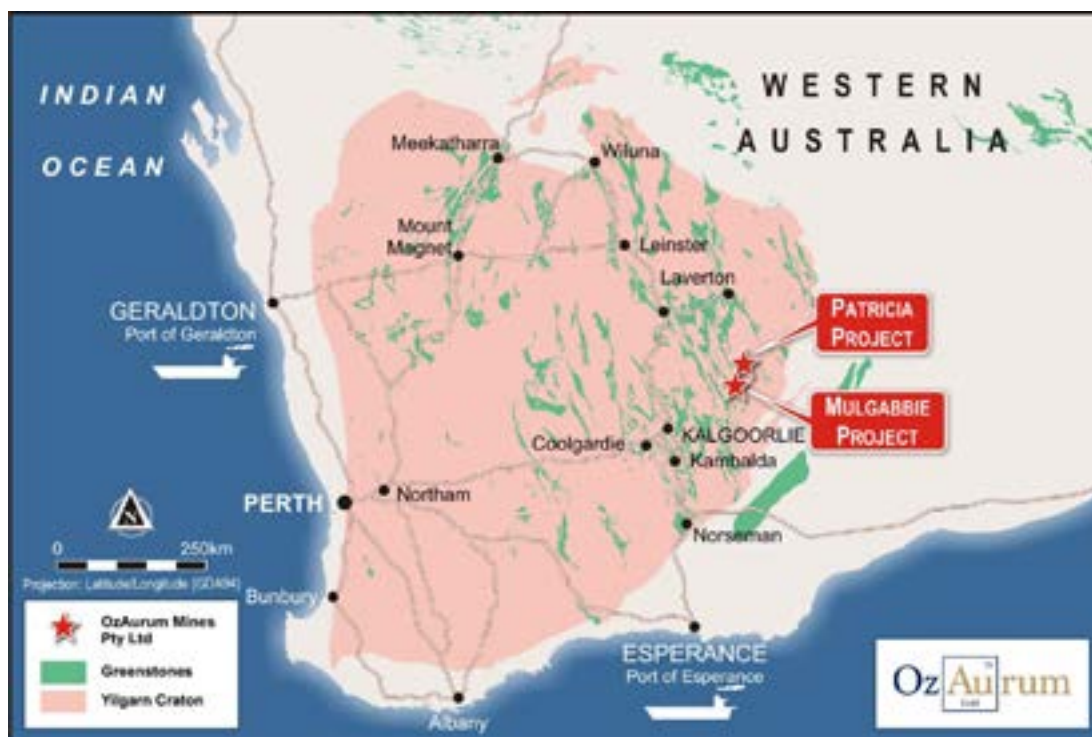 INDIAN
OCEAN
WESTERN
AUSTRALIA
Meekatharra
Wiluna
Mount
Magnet
Leinster
Laverton
GERALDTON
Port of Geraldton
PATRICIA
PROJECT
MULGABBIE
PROJECT
KALGOORLIE
Coolgardie
Kambalda
PERTH
Northam
Norseman
0 250km
Projection: Latitude/Longitude (GDA94)
Bunbury
ESPERANCE
Port of Esperance
Albany
OzAurum Mines
Pty Ltd
Greenstones
Yilgarn Craton
OzAurum